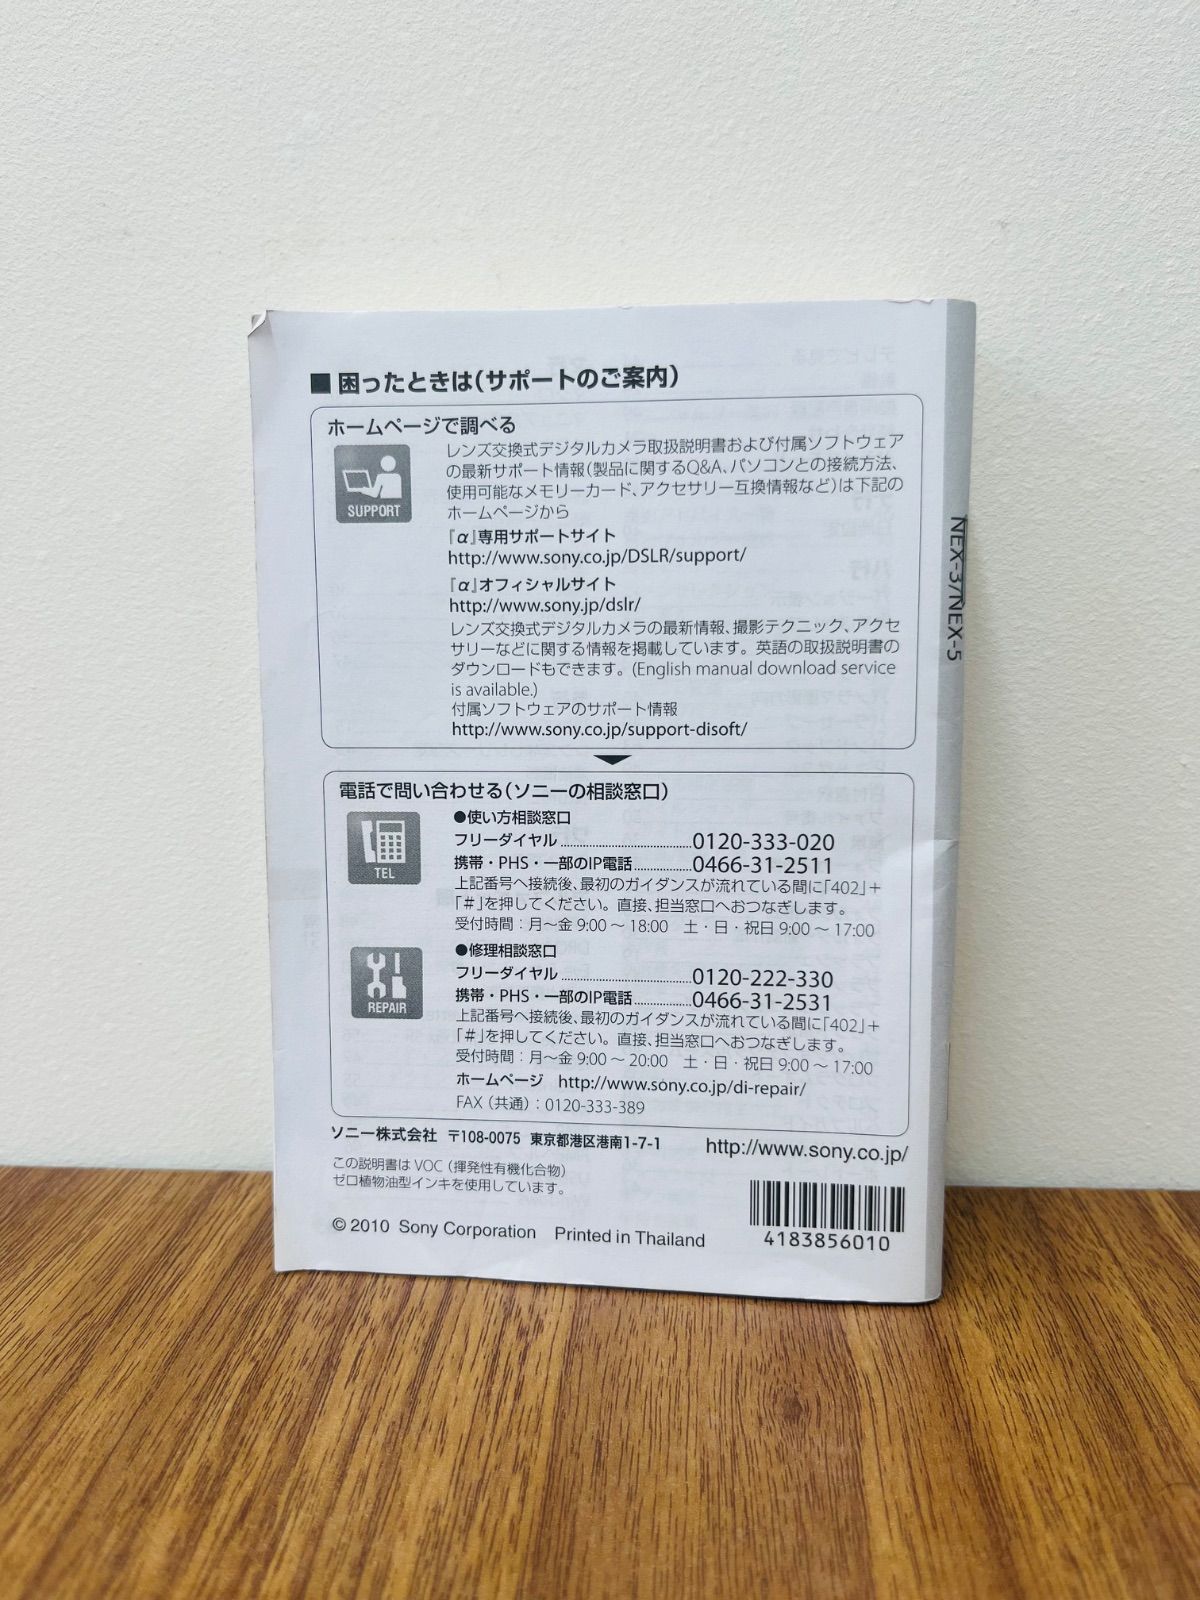 ■ 困ったときは(サポートのご案内)
ホームページで調べる
SUPPORT
レンズ交換式デジタルカメラ取扱説明書および付属ソフトウェア
の最新サポート情報(製品に関するQ&A、パソコンとの接続方法、
使用可能なメモリーカード、アクセサリー互換情報など)は下記の
ホームページから
『α』専用サポートサイト
http://www.sony.co.jp/DSLR/support/
『α』オフィシャルサイト
http://www.sony.jp/dslr/
レンズ交換式デジタルカメラの最新情報、撮影テクニック、アクセ
サリーなどに関する情報を掲載しています。英語の取扱説明書の
ダウンロードもできます。(English manual download service
is available.)
付属ソフトウェアのサポート情報
http://www.sony.co.jp/support-disoft/
電話で問い合わせる(ソニーの相談窓口)
TEL
●使い方相談窓口
フリーダイヤル..............................0120-333-020
携帯・PHS・一部のIP電話.............0466-31-2511
上記番号へ接続後、最初のガイダンスが流れている間に「402」+
「#」を押してください。直接、担当窓口へおつなぎします。
受付時間:月〜金 9:00 〜 18:00 土・日・祝日 9:00 〜 17:00
REPAIR
●修理相談窓口
フリーダイヤル..............................0120-222-330
携帯・PHS・一部のIP電話.............0466-31-2531
上記番号へ接続後、最初のガイダンスが流れている間に「402」+
「#」を押してください。直接、担当窓口へおつなぎします。
受付時間:月〜金 9:00 〜 20:00 土・日・祝日 9:00 〜 17:00
ホームページ http://www.sony.co.jp/di-repair/
FAX(共通):0120-333-389
ソニー株式会社 〒108-0075 東京都港区港南1-7-1 http://www.sony.co.jp/
この説明書は VOC(揮発性有機化合物)
ゼロ植物油型インキを使用しています。
© 2010 Sony Corporation Printed in Thailand
4183856010
NEX-3/NEX-5